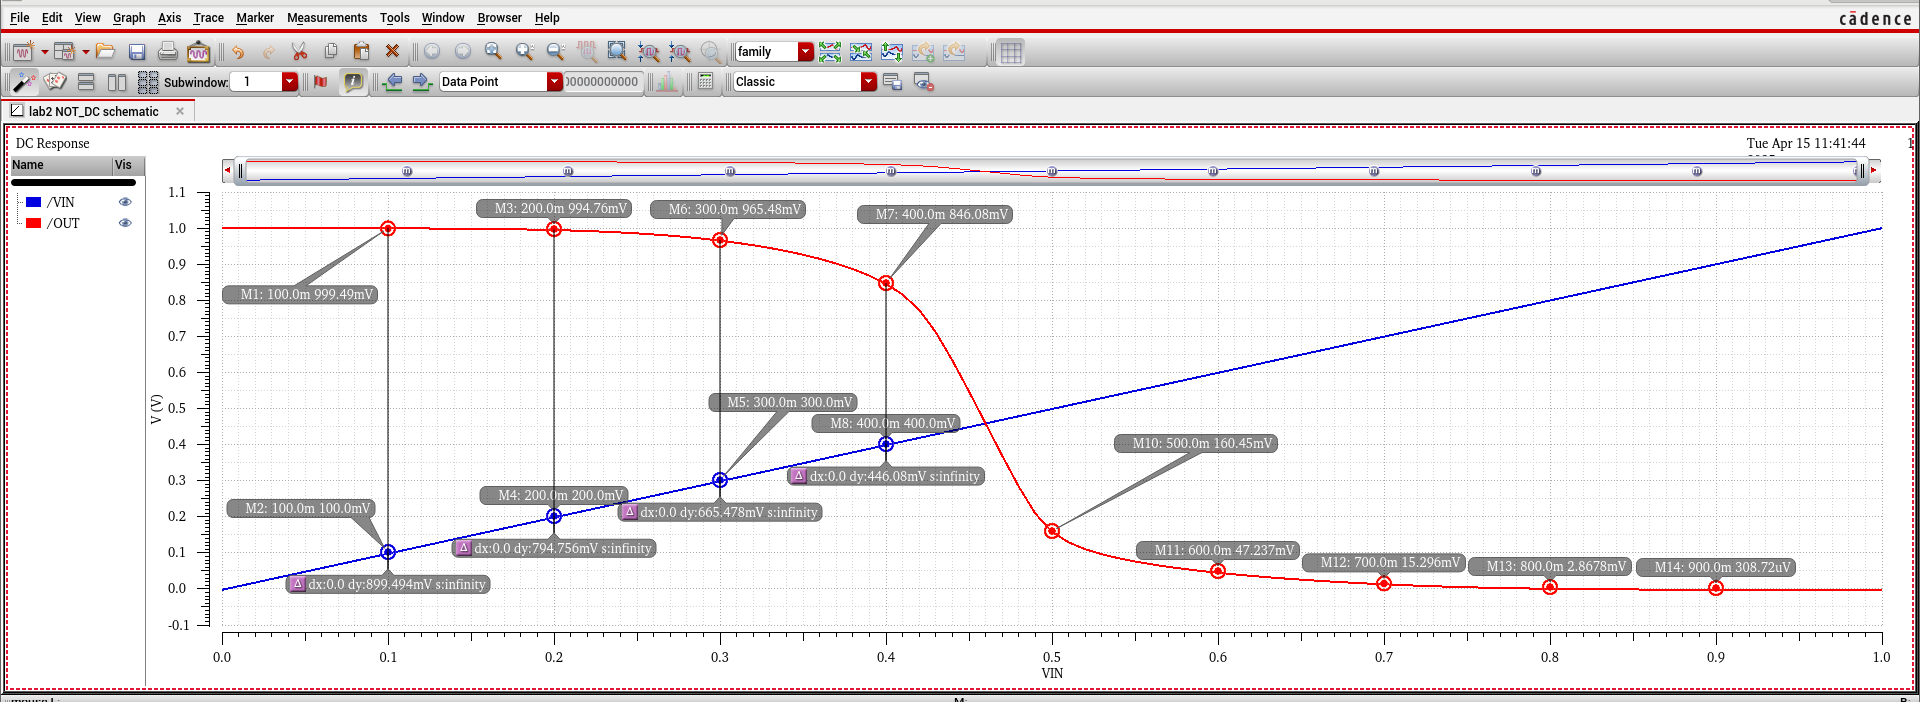 File Edit View Graph Axis Trace Marker Measurements Tools Window Browser Help
cādence
family
Subwindow: 1 Data Point 00000000000 Classic
lab2 NOT_DC schematic
DC Response
Tue Apr 15 11:41:44
1
Name Vis
/VIN
/OUT
V (V)
1.1
1.0
0.9
0.8
0.7
0.6
0.5
0.4
0.3
0.2
0.1
0.0
-0.1
M3: 200.0m 994.76mV
M6: 300.0m 965.48mV
M7: 400.0m 846.08mV
M1: 100.0m 999.49mV
M5: 300.0m 300.0mV
M8: 400.0m 400.0mV
M10: 500.0m 160.45mV
dx:0.0 dy:446.08mV s:infinity
M4: 200.0m 200.0mV
M2: 100.0m 100.0mV
dx:0.0 dy:665.478mV s:infinity
dx:0.0 dy:794.756mV s:infinity
M11: 600.0m 47.237mV
M12: 700.0m 15.296mV
M13: 800.0m 2.8678mV
M14: 900.0m 308.72uV
dx:0.0 dy:899.494mV s:infinity
0.0 0.1 0.2 0.3 0.4 0.5 0.6 0.7 0.8 0.9 1.0
VIN